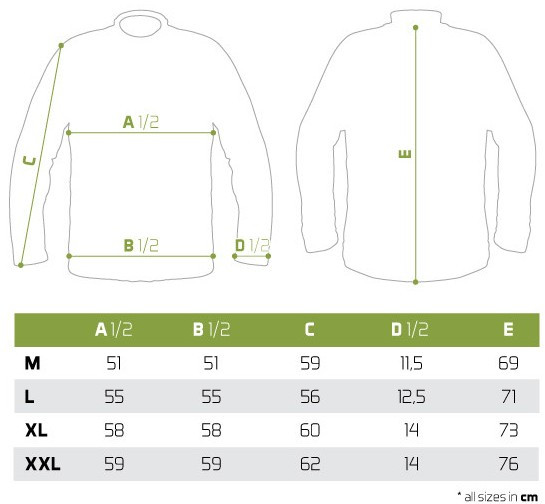 A 1/2
C
E
B 1/2
D 1/2
A 1/2 B 1/2 C D 1/2 E
M 51 51 59 11,5 69
L 55 55 56 12,5 71
XL 58 58 60 14 73
XXL 59 59 62 14 76
* all sizes in cm